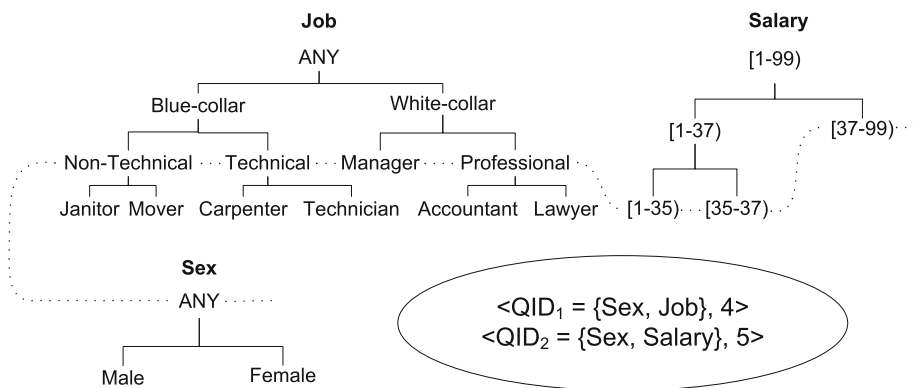 Job
Salary
ANY
[1-99)
Blue-collar
White-collar
[1-37)
[37-99)
Non-Technical
Technical
Manager
Professional
Janitor
Mover
Carpenter
Technician
Accountant
Lawyer
[1-35)
[35-37)
Sex
ANY
<QID₁ = {Sex, Job}, 4>
<QID₂ = {Sex, Salary}, 5>
Male
Female